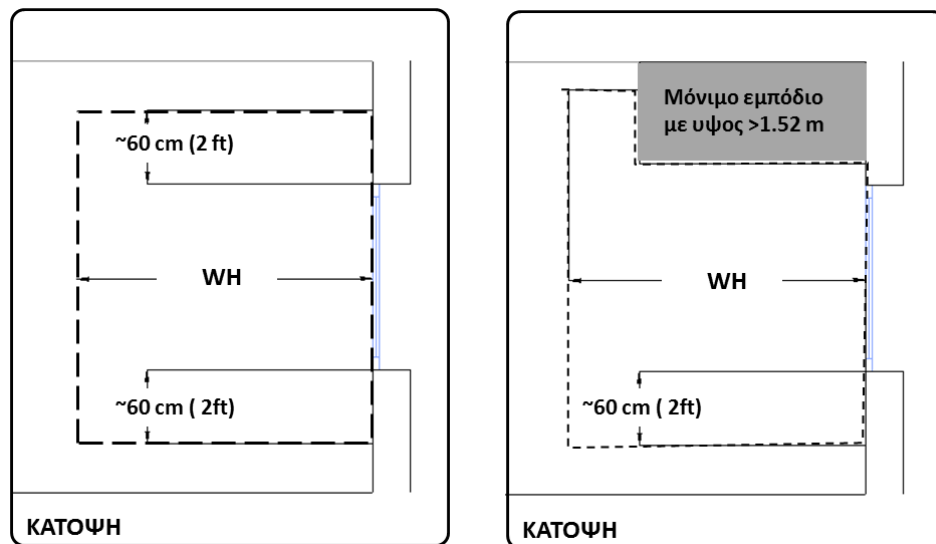 ~60 cm (2 ft)
WH
~60 cm ( 2ft)
ΚΑΤΟΨΗ
Μόνιμο εμπόδιο
με υψος >1.52 m
WH
~60 cm ( 2ft)
ΚΑΤΟΨΗ